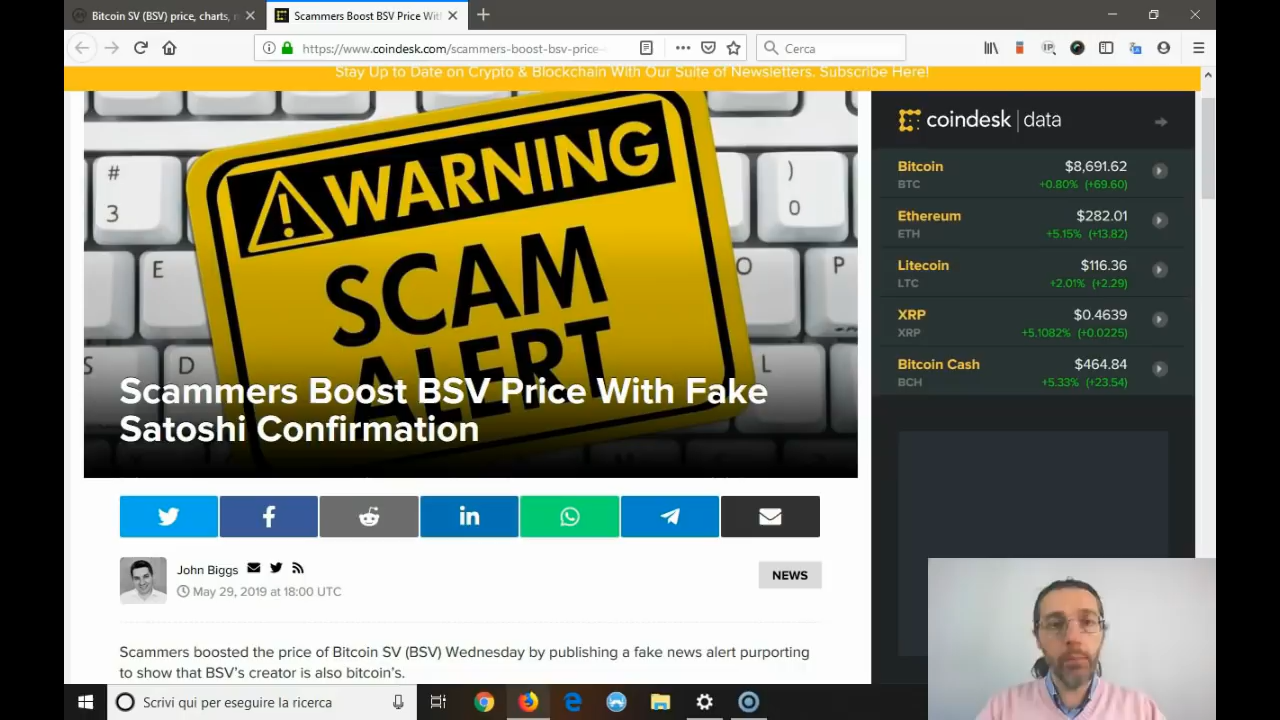 Bitcoin SV (BSV) price, charts,
Scammers Boost BSV Price Wit
https://www.coindesk.com/scammers-boost-bsv-price-
Cerca
Stay Up to Date on Crypto & Blockchain With Our Suite of Newsletters. Subscribe Here!
# 3
E
D
S
) 0
O
P
L
WARNING
SCAM
ALERT
Scammers Boost BSV Price With Fake
Satoshi Confirmation
John Biggs
May 29, 2019 at 18:00 UTC
NEWS
Scammers boosted the price of Bitcoin SV (BSV) Wednesday by publishing a fake news alert purporting
to show that BSV's creator is also bitcoin's.
coindesk | data
Bitcoin $8,691.62
BTC +0.80% (+69.60)
Ethereum $282.01
ETH +5.15% (+13.82)
Litecoin $116.36
LTC +2.01% (+2.29)
XRP $0.4639
XRP +5.1082% (+0.0225)
Bitcoin Cash $464.84
BCH +5.33% (+23.54)
Scrivi qui per eseguire la ricerca